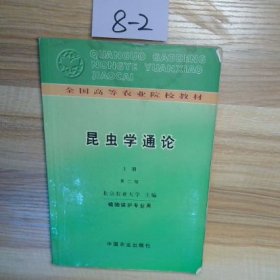 8-2
QUANGUO GAODENG
NONGYE YUANXIAO
JIAOCAI
全国高等农业院校教材
昆虫学通论
上册
第二版
北京农业大学 主编
植物保护专业用
中国农业出版社